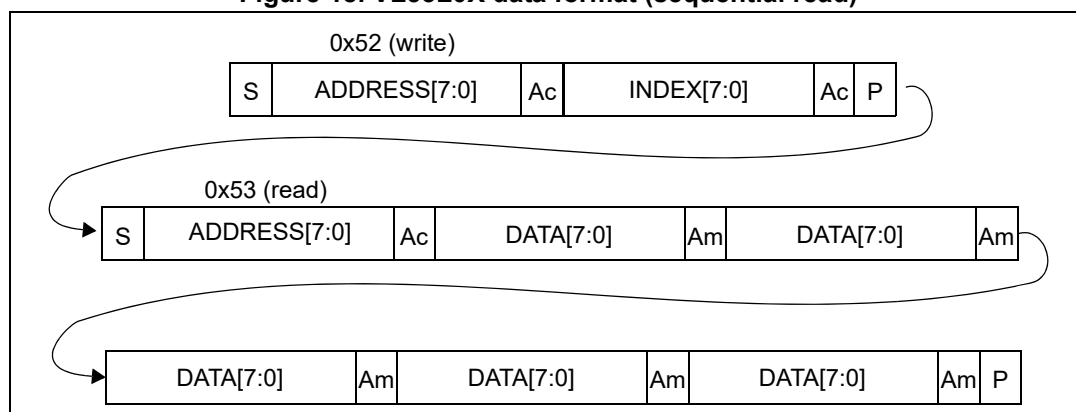 0x52 (write)
S ADDRESS[7:0] Ac INDEX[7:0] Ac P
0x53 (read)
S ADDRESS[7:0] Ac DATA[7:0] Am DATA[7:0] Am
DATA[7:0] Am DATA[7:0] Am DATA[7:0] Am P